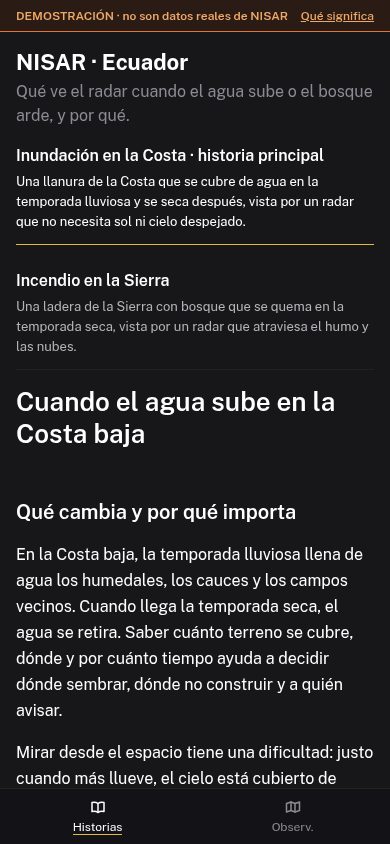 DEMOSTRACIÓN · no son datos reales de NISAR Qué significa
NISAR · Ecuador
Qué ve el radar cuando el agua sube o el bosque
arde, y por qué.
Inundación en la Costa · historia principal
Una llanura de la Costa que se cubre de agua en la
temporada lluviosa y se seca después, vista por un radar
que no necesita sol ni cielo despejado.
Incendio en la Sierra
Una ladera de la Sierra con bosque que se quema en la
temporada seca, vista por un radar que atraviesa el humo y
las nubes.
Cuando el agua sube en la
Costa baja
Qué cambia y por qué importa
En la Costa baja, la temporada lluviosa llena de
agua los humedales, los cauces y los campos
vecinos. Cuando llega la temporada seca, el
agua se retira. Saber cuánto terreno se cubre,
dónde y por cuánto tiempo ayuda a decidir
dónde sembrar, dónde no construir y a quién
avisar.
Mirar desde el espacio tiene una dificultad: justo
cuando más llueve, el cielo está cubierto de
Historias
Observ.